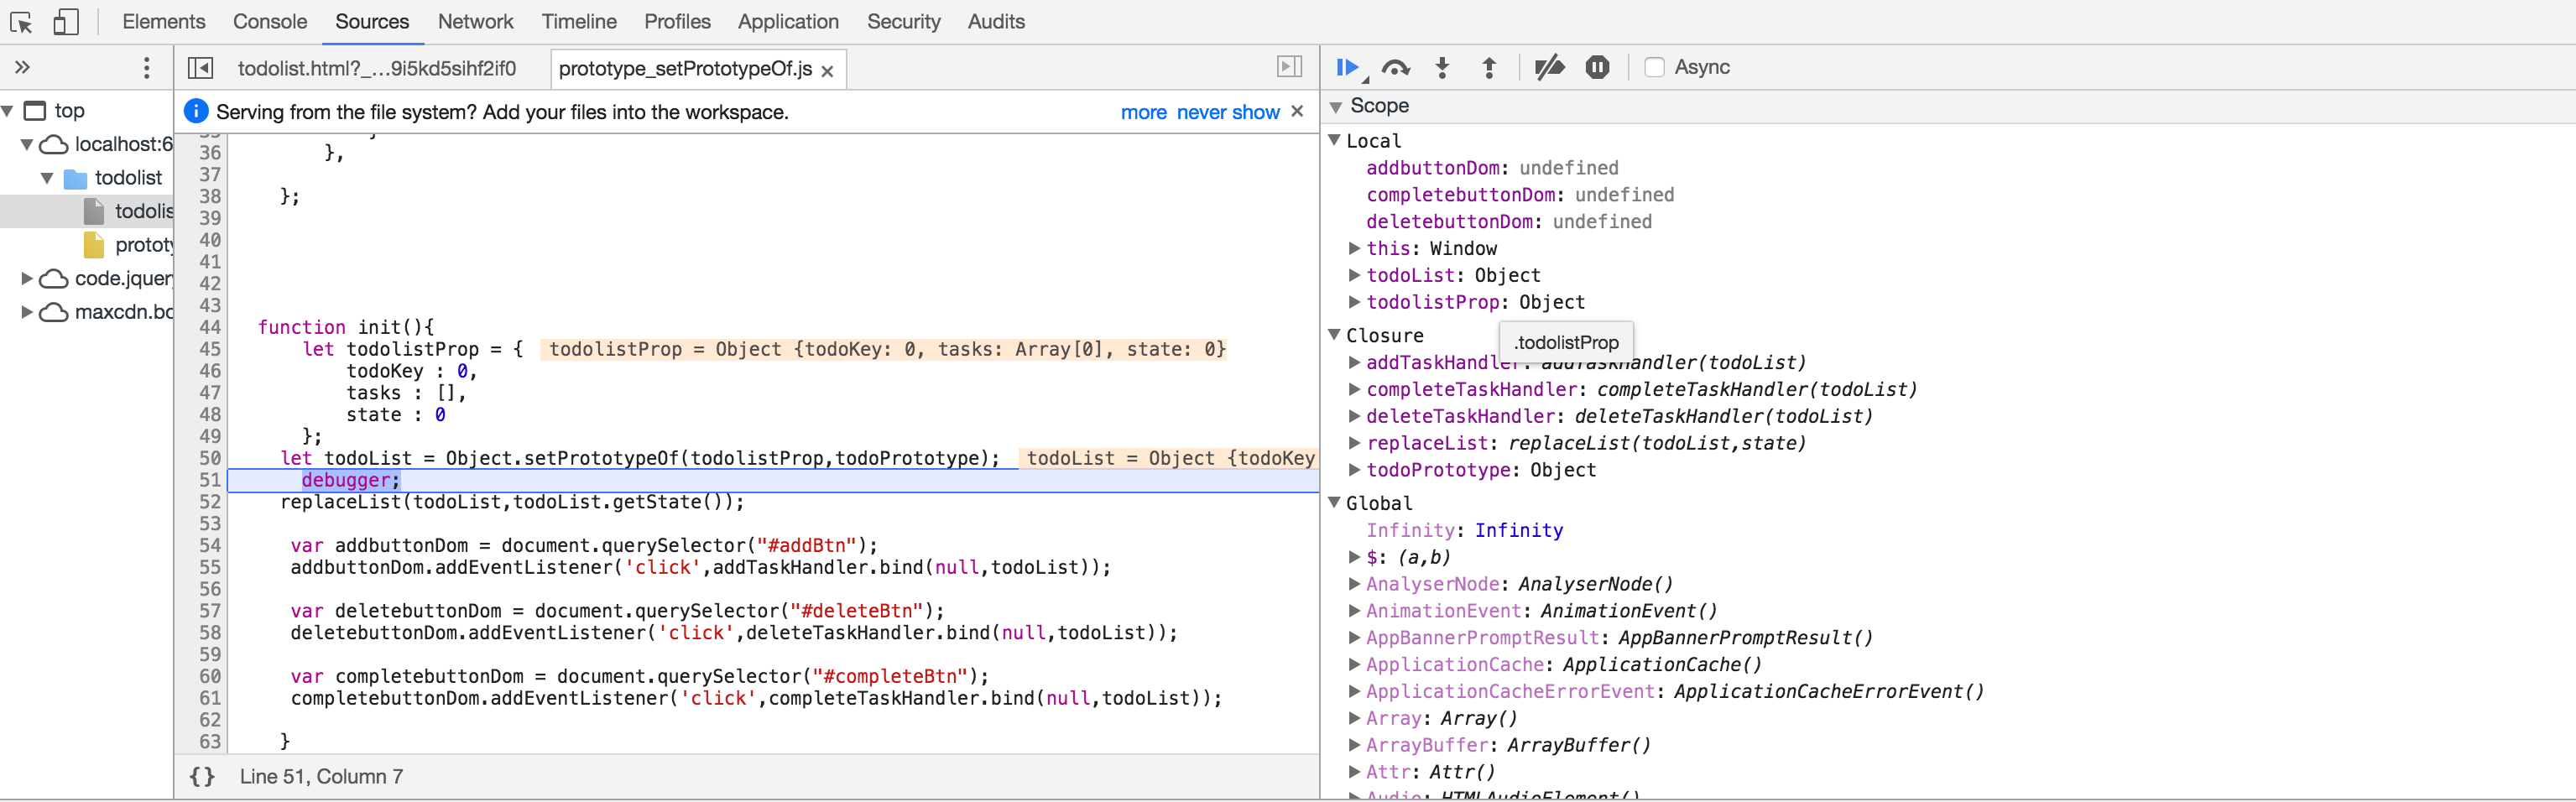 Elements Console Sources Network Timeline Profiles Application Security Audits
todolist.html?_…9i5kd5sihf2if0 prototype_setPrototypeOf.js ×
Async
Serving from the file system? Add your files into the workspace. more never show ×
top
localhost:6
todolist
todolis
prototy
code.jquer
maxcdn.bc
36 },
37
38 };
39
40
41
42
43
44 function init(){
45 let todolistProp = { todolistProp = Object {todoKey: 0, tasks: Array[0], state: 0}
46 todoKey : 0,
47 tasks : [],
48 state : 0
49 };
50 let todoList = Object.setPrototypeOf(todolistProp,todoPrototype); todoList = Object {todoKey
51 debugger;
52 replaceList(todoList,todoList.getState());
53
54 var addbuttonDom = document.querySelector("#addBtn");
55 addbuttonDom.addEventListener('click',addTaskHandler.bind(null,todoList));
56
57 var deletebuttonDom = document.querySelector("#deleteBtn");
58 deletebuttonDom.addEventListener('click',deleteTaskHandler.bind(null,todoList));
59
60 var completebuttonDom = document.querySelector("#completeBtn");
61 completebuttonDom.addEventListener('click',completeTaskHandler.bind(null,todoList));
62
63 }
{} Line 51, Column 7
Scope
Local
addbuttonDom: undefined
completebuttonDom: undefined
deletebuttonDom: undefined
this: Window
todoList: Object
todolistProp: Object
Closure
.todolistProp
addTaskHandler: addTaskHandler(todoList)
completeTaskHandler: completeTaskHandler(todoList)
deleteTaskHandler: deleteTaskHandler(todoList)
replaceList: replaceList(todoList,state)
todoPrototype: Object
Global
Infinity: Infinity
$: (a,b)
AnalyserNode: AnalyserNode()
AnimationEvent: AnimationEvent()
AppBannerPromptResult: AppBannerPromptResult()
ApplicationCache: ApplicationCache()
ApplicationCacheErrorEvent: ApplicationCacheErrorEvent()
Array: Array()
ArrayBuffer: ArrayBuffer()
Attr: Attr()
Audio: HTMLAudioElement()